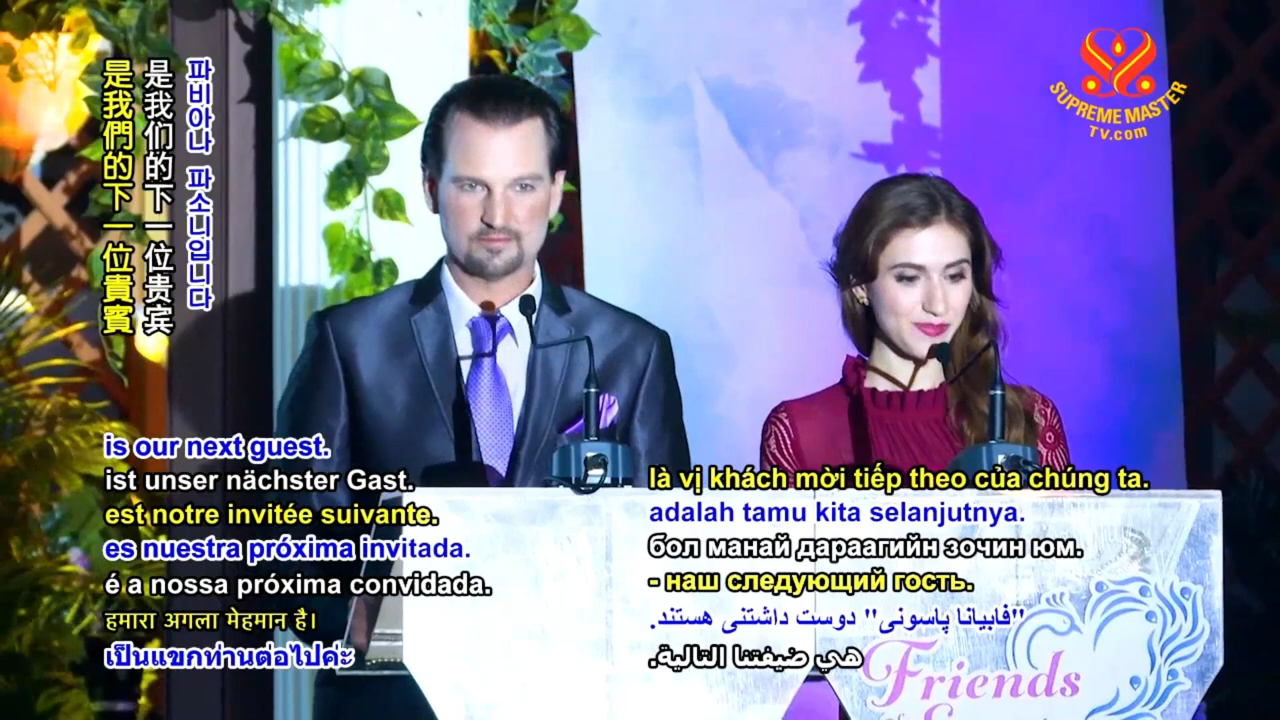 SUPREME MASTER
TV.com
파비아나 파소니입니다
是我们的下一位贵宾
是我們的下一位貴賓
is our next guest.
ist unser nächster Gast.
est notre invitée suivante.
es nuestra próxima invitada.
é a nossa próxima convidada.
हमारा अगला मेहमान है।
เป็นแขกท่านต่อไปค่ะ
là vị khách mời tiếp theo của chúng ta.
adalah tamu kita selanjutnya.
бол манай дараагийн зочин юм.
- наш следующий гость.
"فابیانا پاسونی" دوست داشتنی هستند.
هي ضيفتنا التالية.
Friends